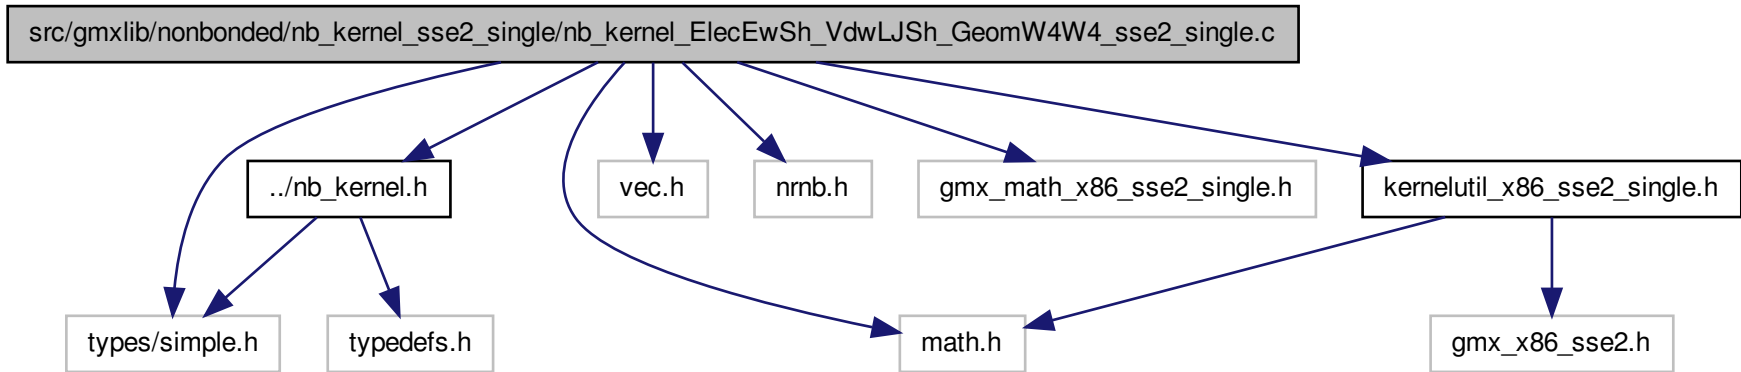 src/gmxlib/nonbonded/nb_kernel_sse2_single/nb_kernel_ElecEwSh_VdwLJSh_GeomW4W4_sse2_single.c
../nb_kernel.h
vec.h
nrnb.h
gmx_math_x86_sse2_single.h
kernelutil_x86_sse2_single.h
types/simple.h
typedefs.h
math.h
gmx_x86_sse2.h